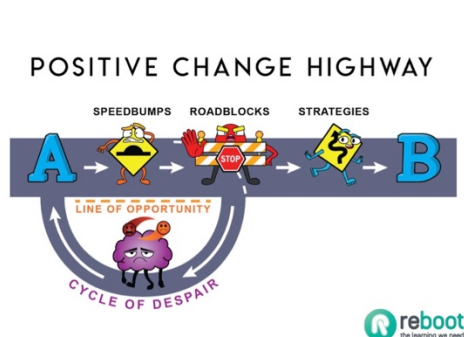 POSITIVE CHANGE HIGHWAY
SPEEDBUMPS ROADBLOCKS STRATEGIES
A STOP B
LINE OF OPPORTUNITY
CYCLE OF DESPAIR
reboot
the learning we need